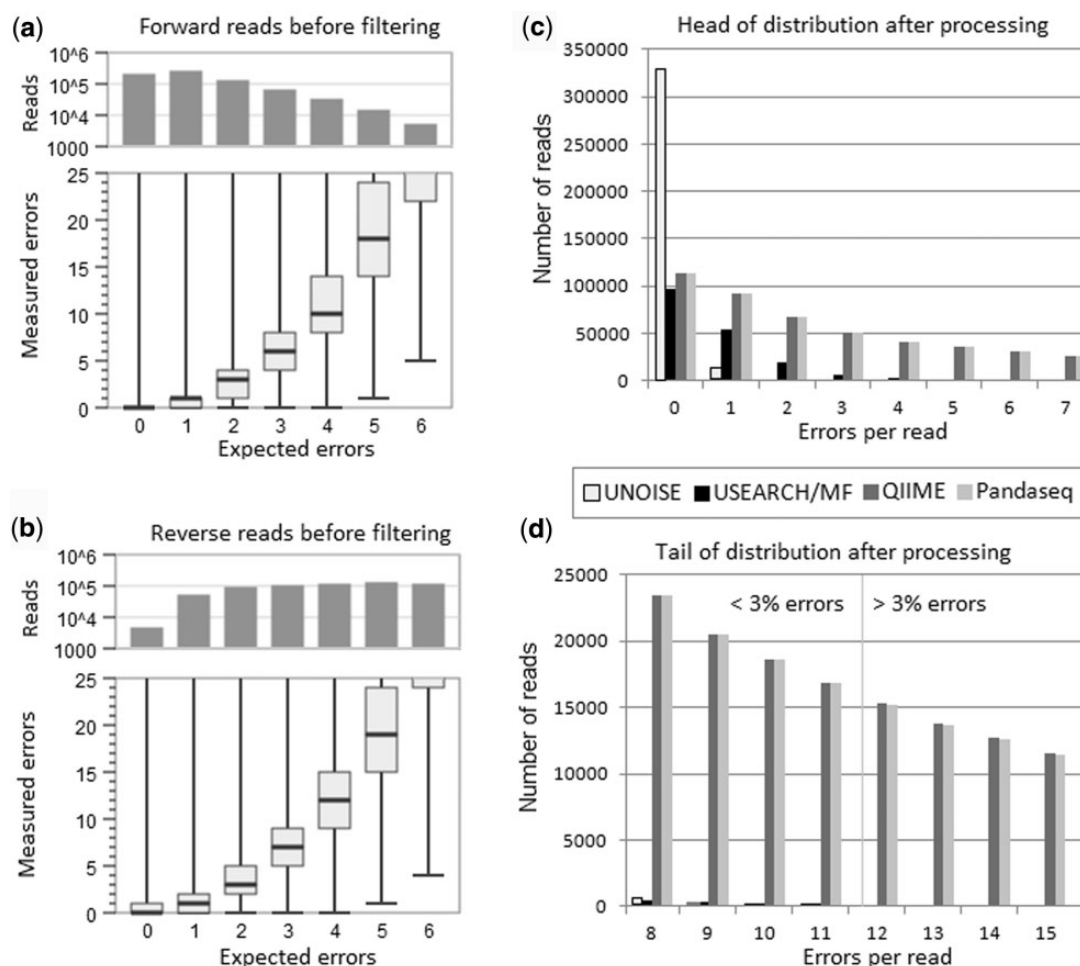 (a)
Forward reads before filtering
10^6
10^5
10^4
1000
Reads
25
20
15
10
5
0
Measured errors
0 1 2 3 4 5 6
Expected errors
(b)
Reverse reads before filtering
10^6
10^5
10^4
1000
Reads
25
20
15
10
5
0
Measured errors
0 1 2 3 4 5 6
Expected errors
(c)
Head of distribution after processing
350000
300000
250000
200000
150000
100000
50000
0
Number of reads
0 1 2 3 4 5 6 7
Errors per read
UNOISE USEARCH/MF QIIME Pandaseq
(d)
Tail of distribution after processing
25000
20000
15000
10000
5000
0
Number of reads
< 3% errors > 3% errors
8 9 10 11 12 13 14 15
Errors per read